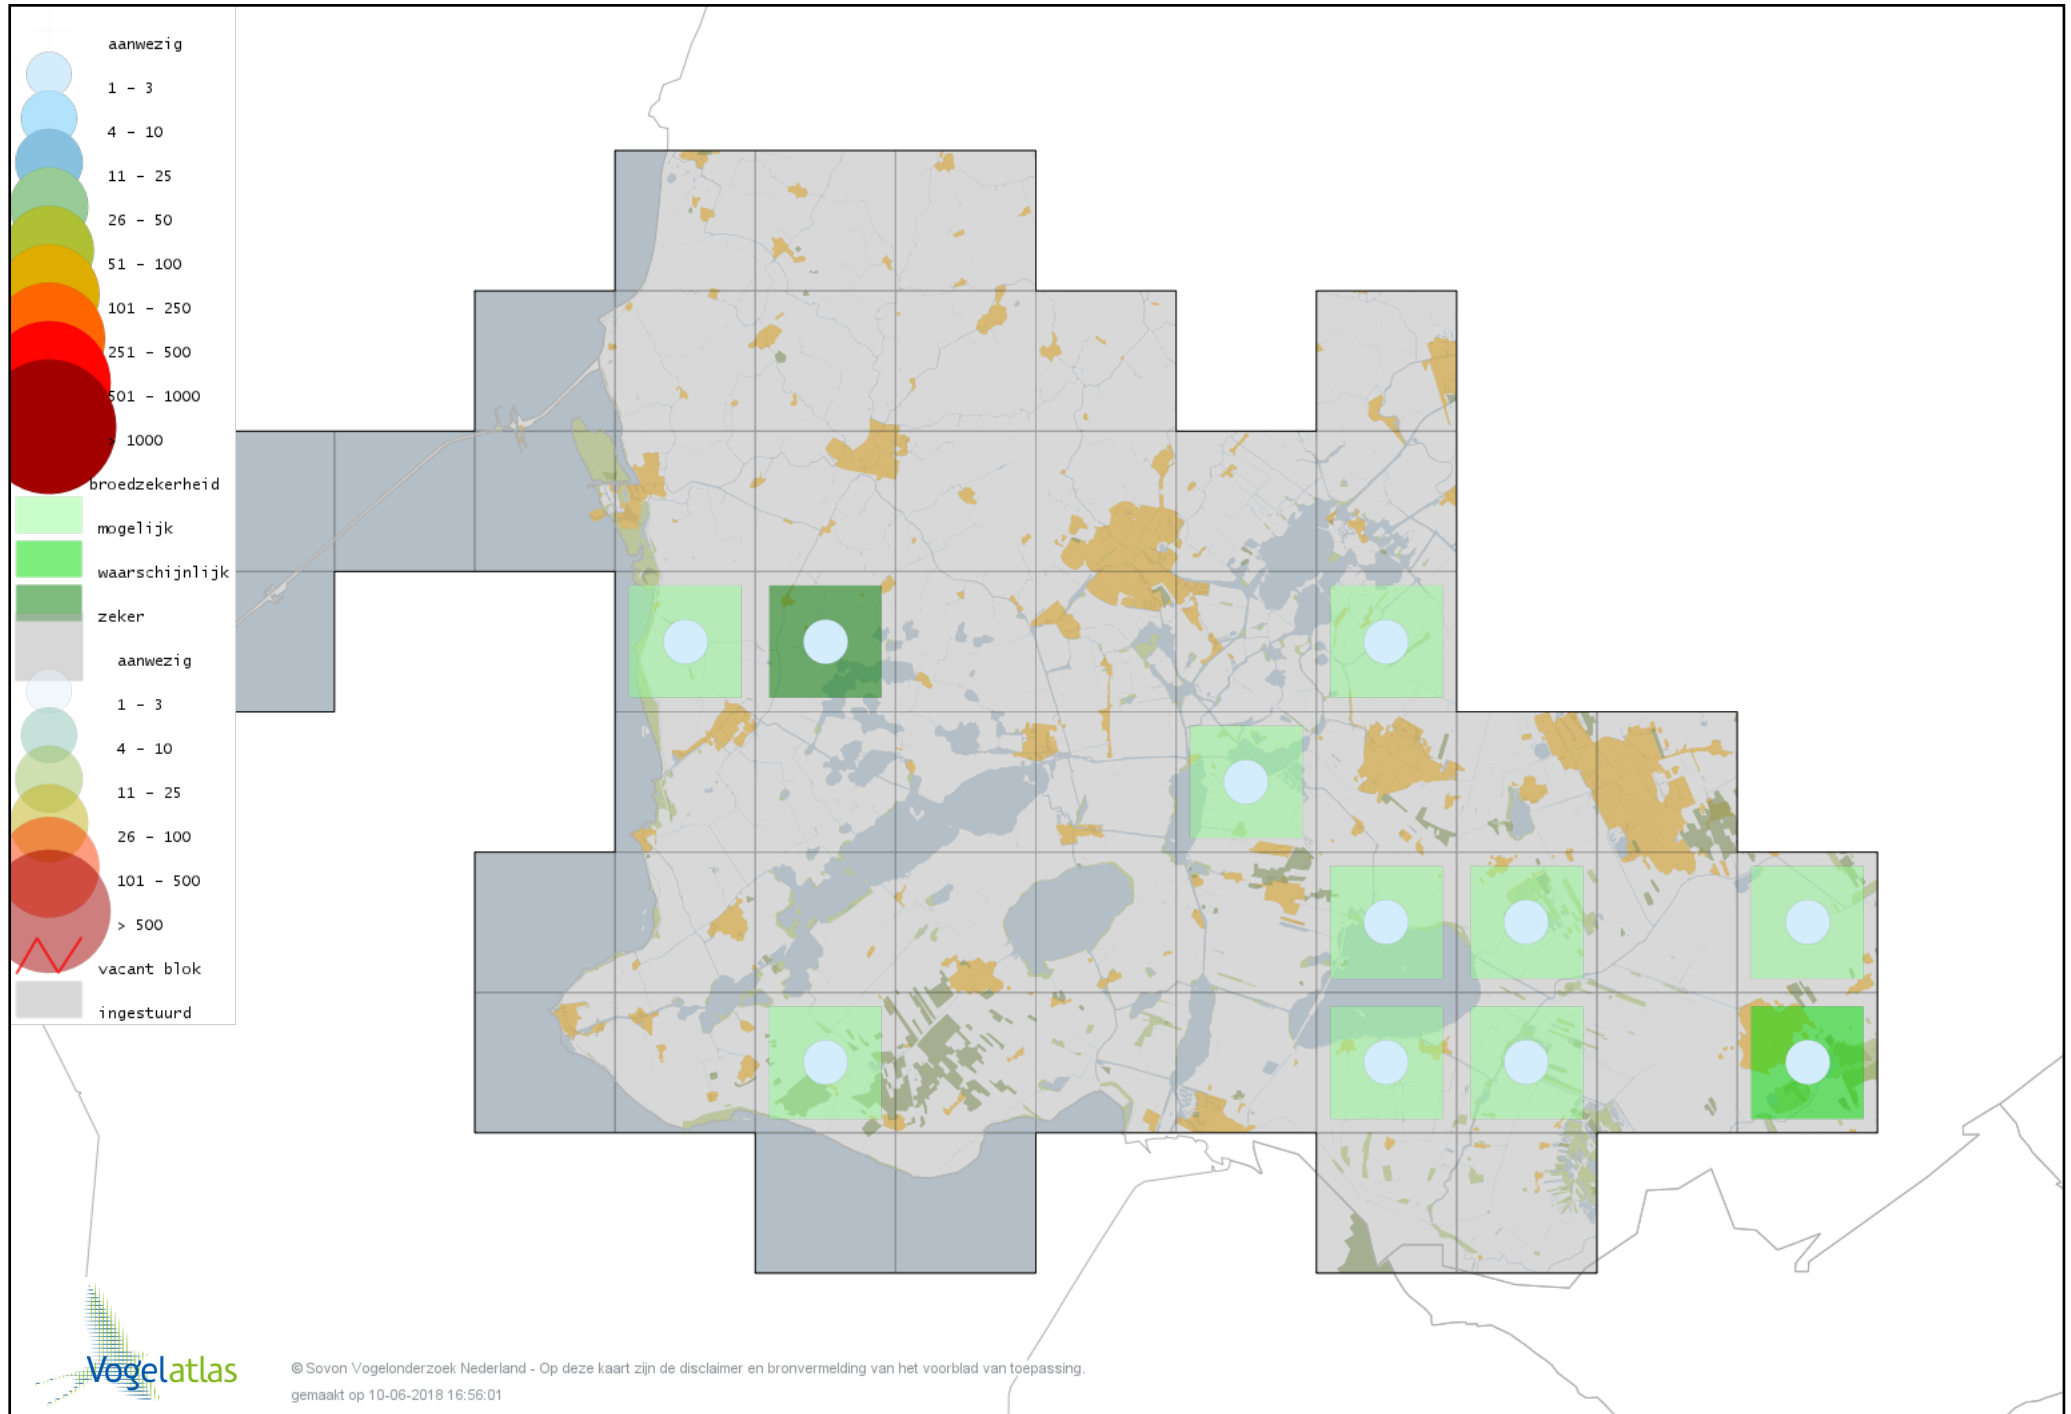 aanwezig
1 - 3
4 - 10
11 - 25
26 - 50
51 - 100
101 - 250
251 - 500
501 - 1000
> 1000
broedzekerheid
mogelijk
waarschijnlijk
zeker
aanwezig
1 - 3
4 - 10
11 - 25
26 - 100
101 - 500
> 500
vacant blok
ingestuurd
Vogelatlas
© Sovon Vogelonderzoek Nederland - Op deze kaart zijn de disclaimer en bronvermelding van het voorblad van toepassing.
gemaakt op 10-06-2018 16:56:01